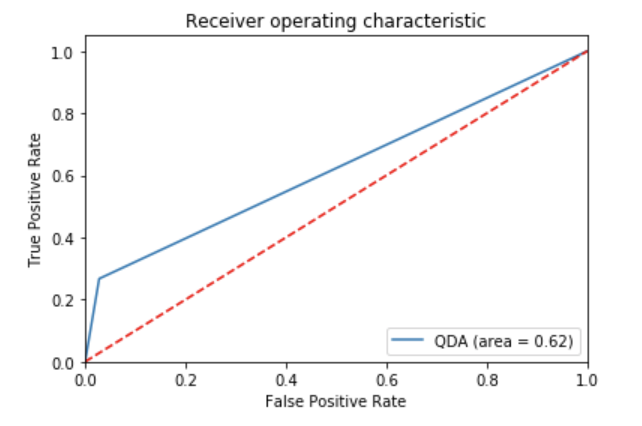 Receiver operating characteristic
1.0
0.8
0.6
0.4
0.2
0.0
True Positive Rate
QDA (area = 0.62)
0.0 0.2 0.4 0.6 0.8 1.0
False Positive Rate